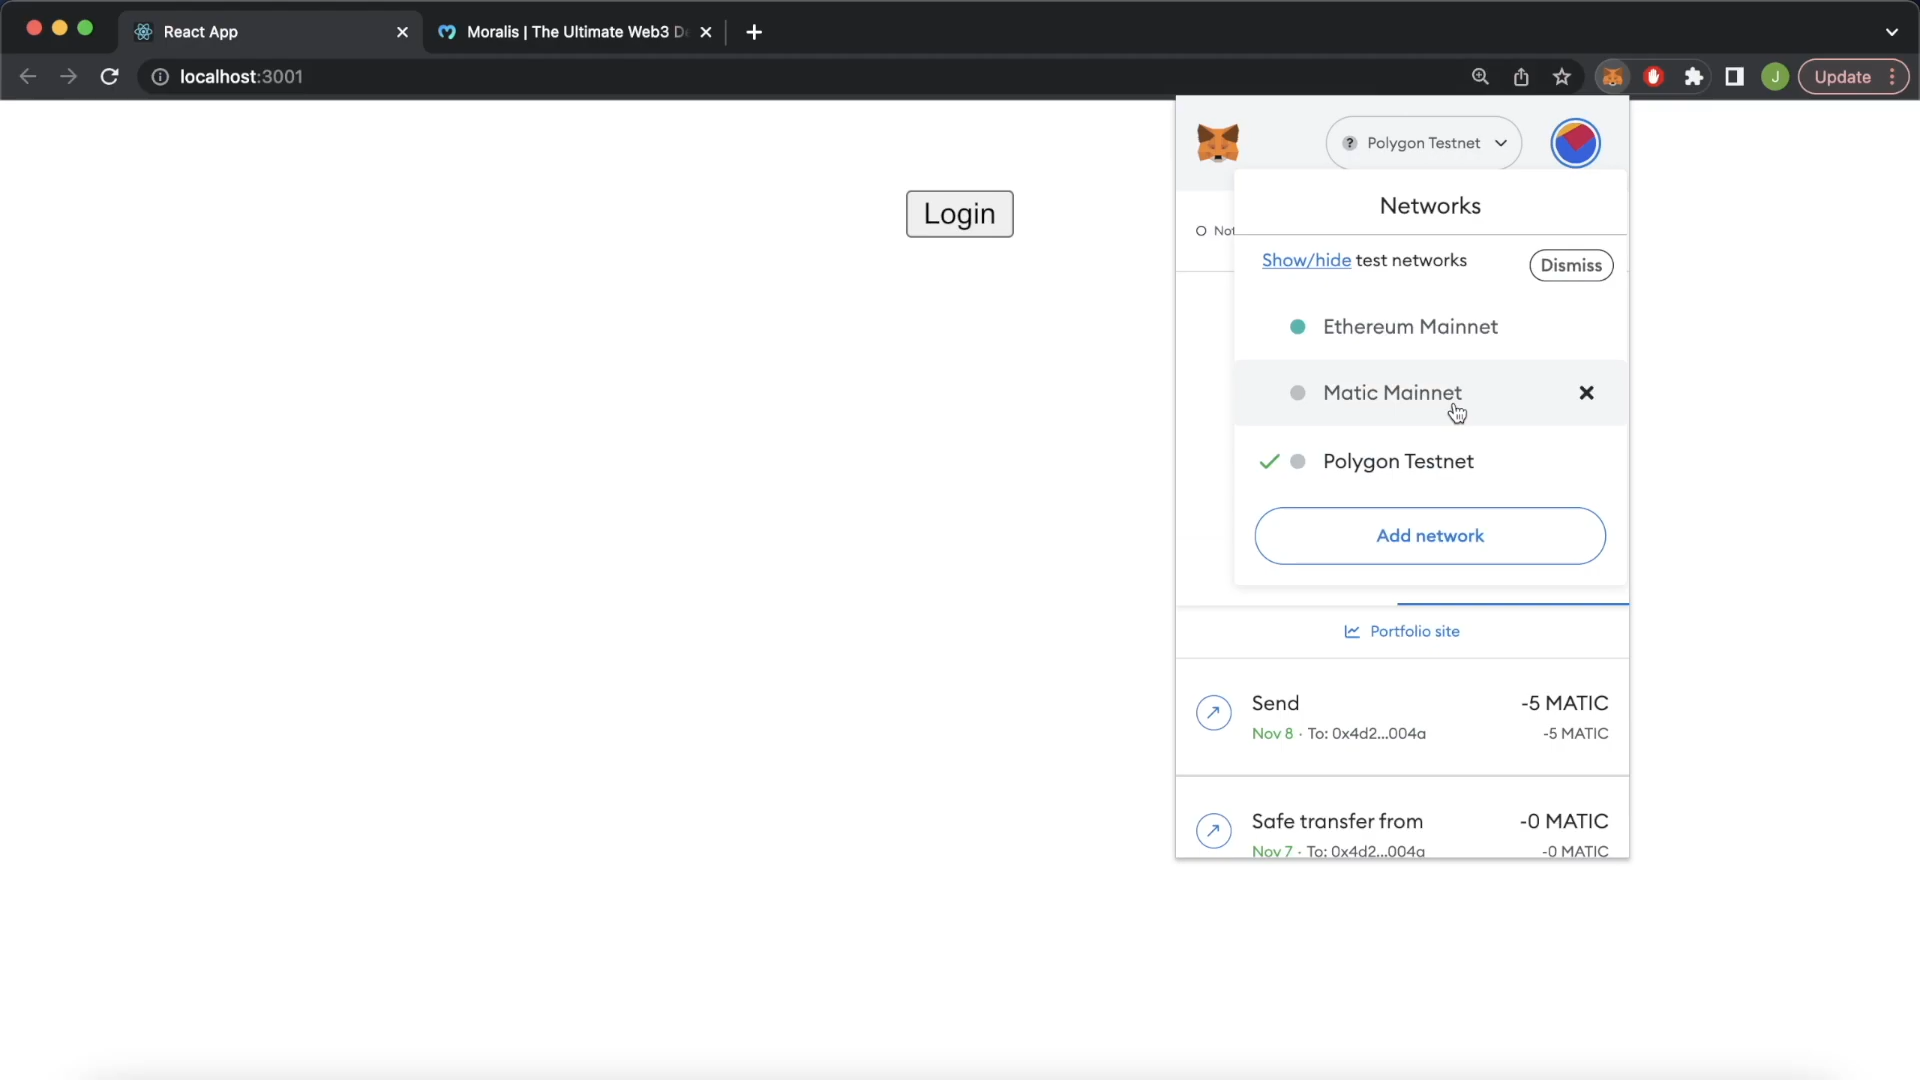 React App
Moralis | The Ultimate Web3 D
localhost:3001
J
Update
Polygon Testnet
Login
Networks
Not
Show/hide test networks
Dismiss
Ethereum Mainnet
Matic Mainnet
Polygon Testnet
Add network
Portfolio site
Send
-5 MATIC
Nov 8 · To: 0x4d2...004a
-5 MATIC
Safe transfer from
-0 MATIC
Nov 7 · To: 0x4d2...004a
-0 MATIC